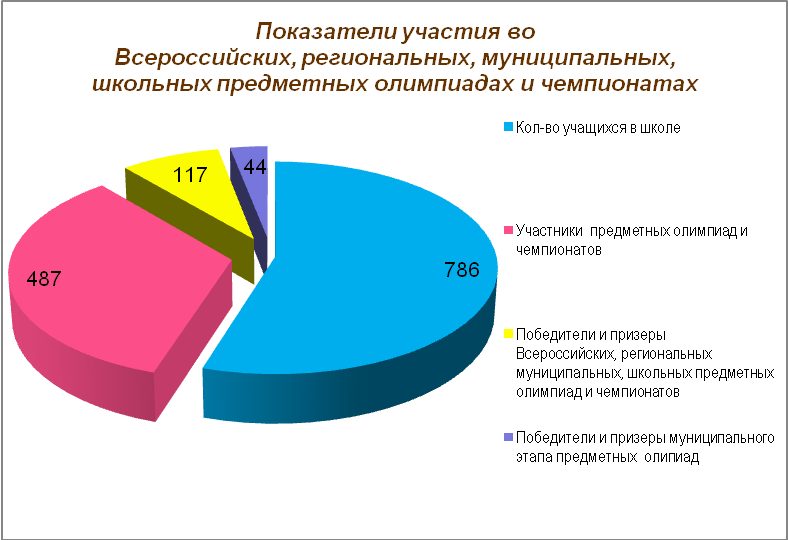 Показатели участия во
Всероссийских, региональных, муниципальных,
школьных предметных олимпиадах и чемпионатах
Кол-во учащихся в школе
Участники предметных олимпиад и
чемпионатов
Победители и призеры
Всероссийских, региональных
муниципальных, школьных предметных
олимпиад и чемпионатов
Победители и призеры муниципального
этапа предметных олипиад
44
117
786
487